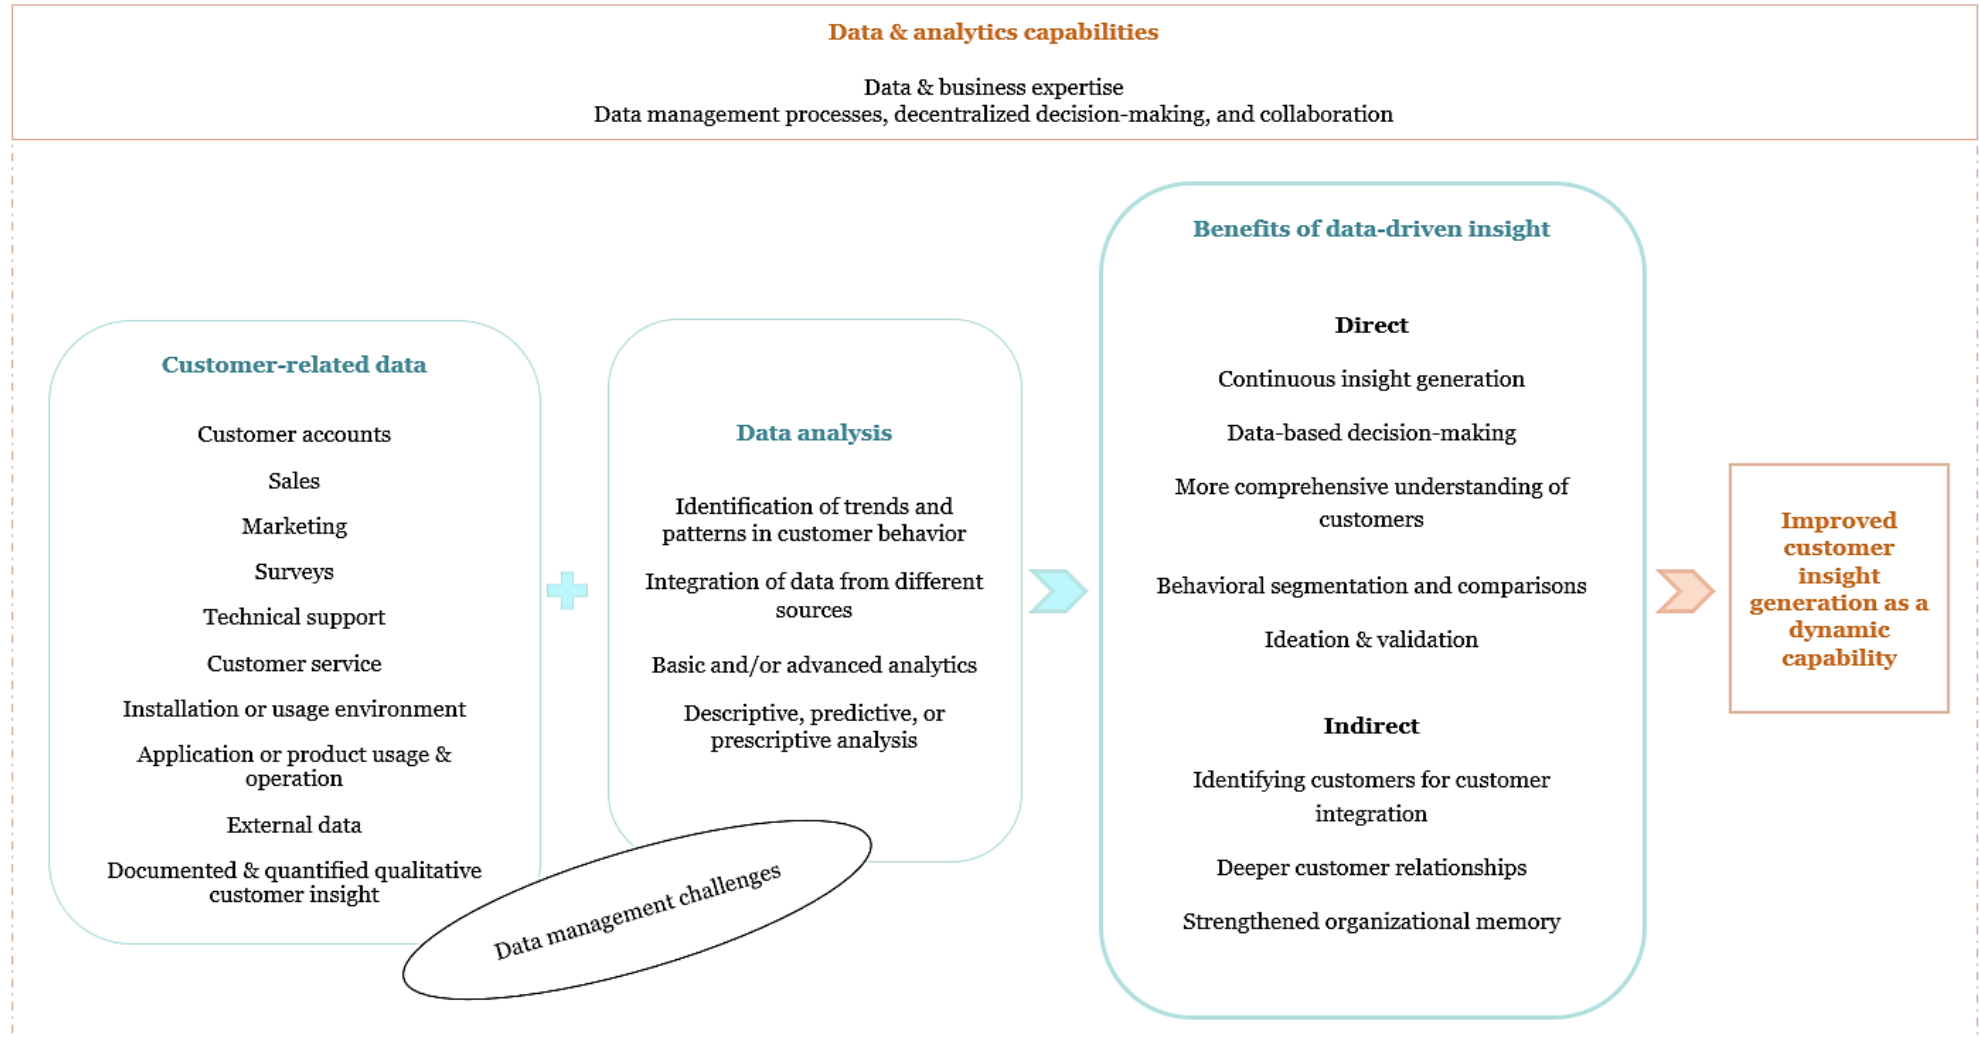 Data & analytics capabilities
Data & business expertise
Data management processes, decentralized decision-making, and collaboration
Customer-related data
Customer accounts
Sales
Marketing
Surveys
Technical support
Customer service
Installation or usage environment
Application or product usage &
operation
External data
Documented & quantified qualitative
customer insight
Data analysis
Identification of trends and
patterns in customer behavior
Integration of data from different
sources
Basic and/or advanced analytics
Descriptive, predictive, or
prescriptive analysis
Data management challenges
Benefits of data-driven insight
Direct
Continuous insight generation
Data-based decision-making
More comprehensive understanding of
customers
Behavioral segmentation and comparisons
Ideation & validation
Indirect
Identifying customers for customer
integration
Deeper customer relationships
Strengthened organizational memory
Improved
customer
insight
generation as a
dynamic
capability